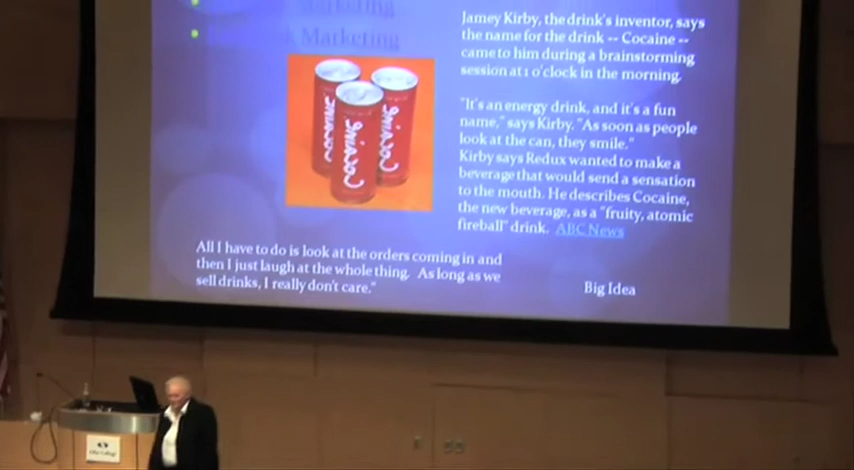 Marketing
Marketing
Jamey Kirby, the drink's inventor, says
the name for the drink -- Cocaine --
came to him during a brainstorming
session at 1 o'clock in the morning.
"It's an energy drink, and it's a fun
name," says Kirby. "As soon as people
look at the can, they smile."
Kirby says Redux wanted to make a
beverage that would send a sensation
to the mouth. He describes Cocaine,
the new beverage, as a "fruity, atomic
fireball" drink. ABC News
Cocaine
Cocaine
Cocaine
All I have to do is look at the orders coming in and
then I just laugh at the whole thing. As long as we
sell drinks, I really don't care."
Big Idea